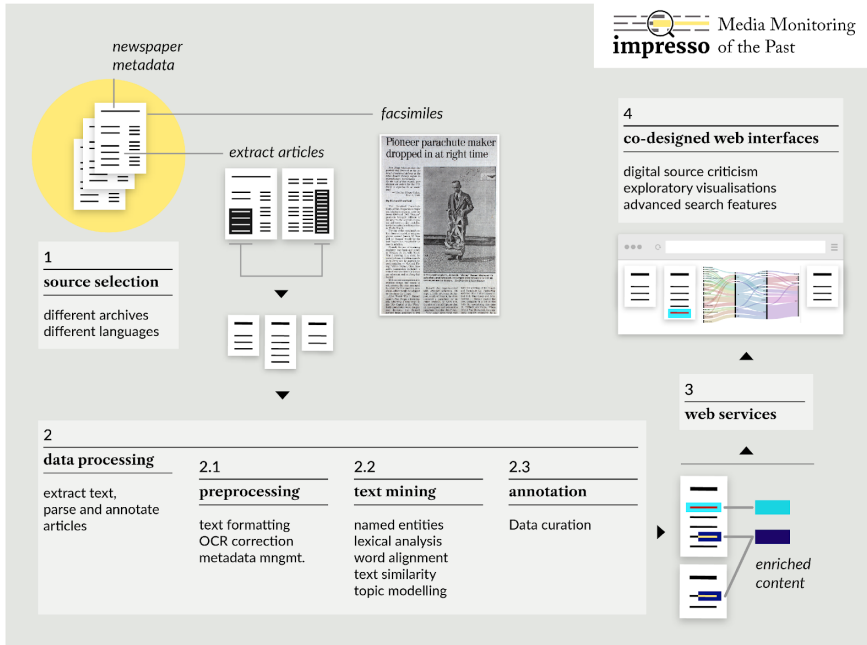 impresso
Media Monitoring
of the Past
newspaper
metadata
facsimiles
extract articles
Pioneer parachute maker
dropped in at right time
1
source selection
different archives
different languages
2
data processing
extract text,
parse and annotate
articles
2.1
preprocessing
text formatting
OCR correction
metadata mngmt.
2.2
text mining
named entities
lexical analysis
word alignment
text similarity
topic modelling
2.3
annotation
Data curation
enriched
content
3
web services
4
co-designed web interfaces
digital source criticism
exploratory visualisations
advanced search features